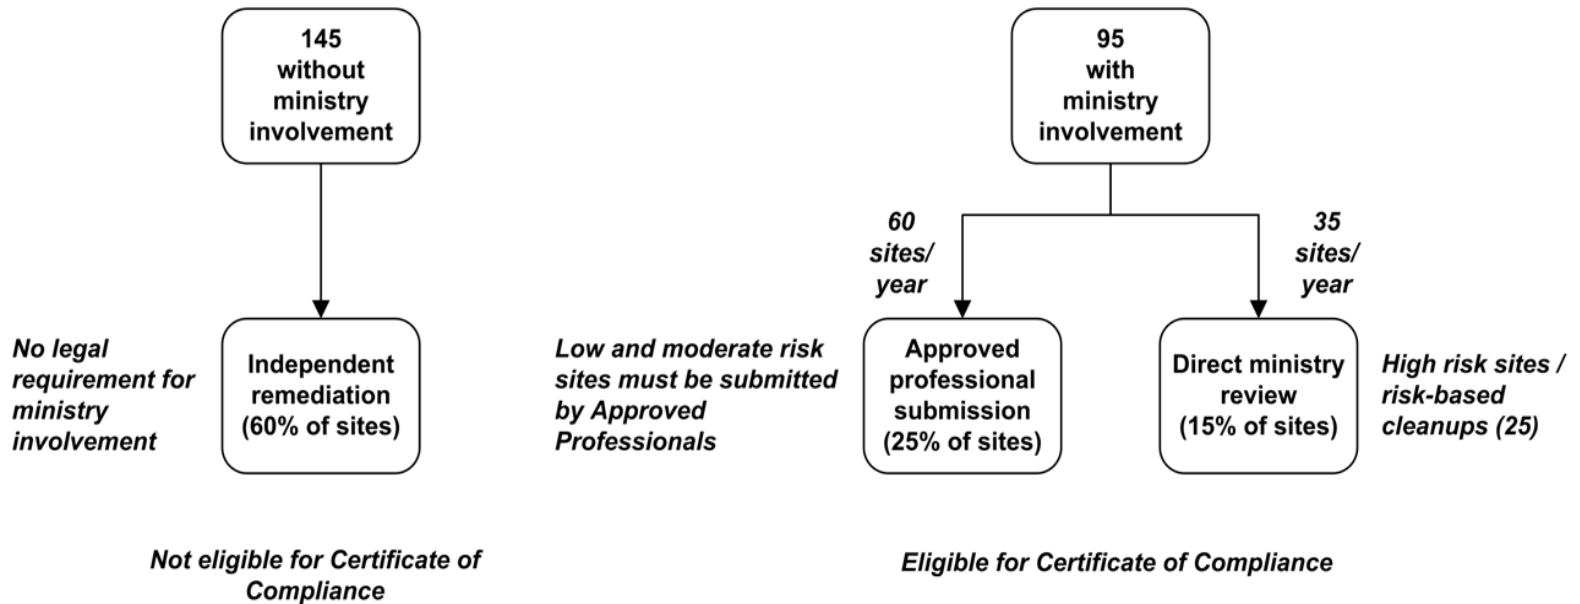 145
without
ministry
involvement
95
with
ministry
involvement
60
sites/
year
35
sites/
year
No legal
requirement for
ministry
involvement
Independent
remediation
(60% of sites)
Low and moderate risk
sites must be submitted
by Approved
Professionals
Approved
professional
submission
(25% of sites)
Direct ministry
review
(15% of sites)
High risk sites /
risk-based
cleanups (25)
Not eligible for Certificate of
Compliance
Eligible for Certificate of Compliance